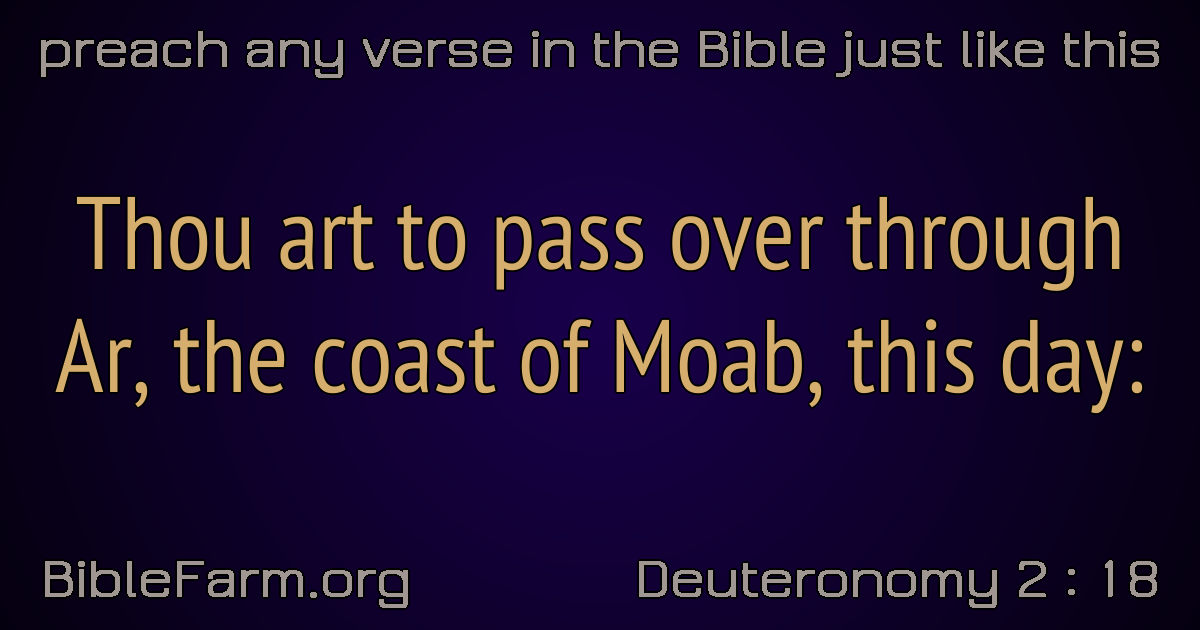 preach any verse in the Bible just like this
Thou art to pass over through
Ar, the coast of Moab, this day:
BibleFarm.org
Deuteronomy 2 : 18